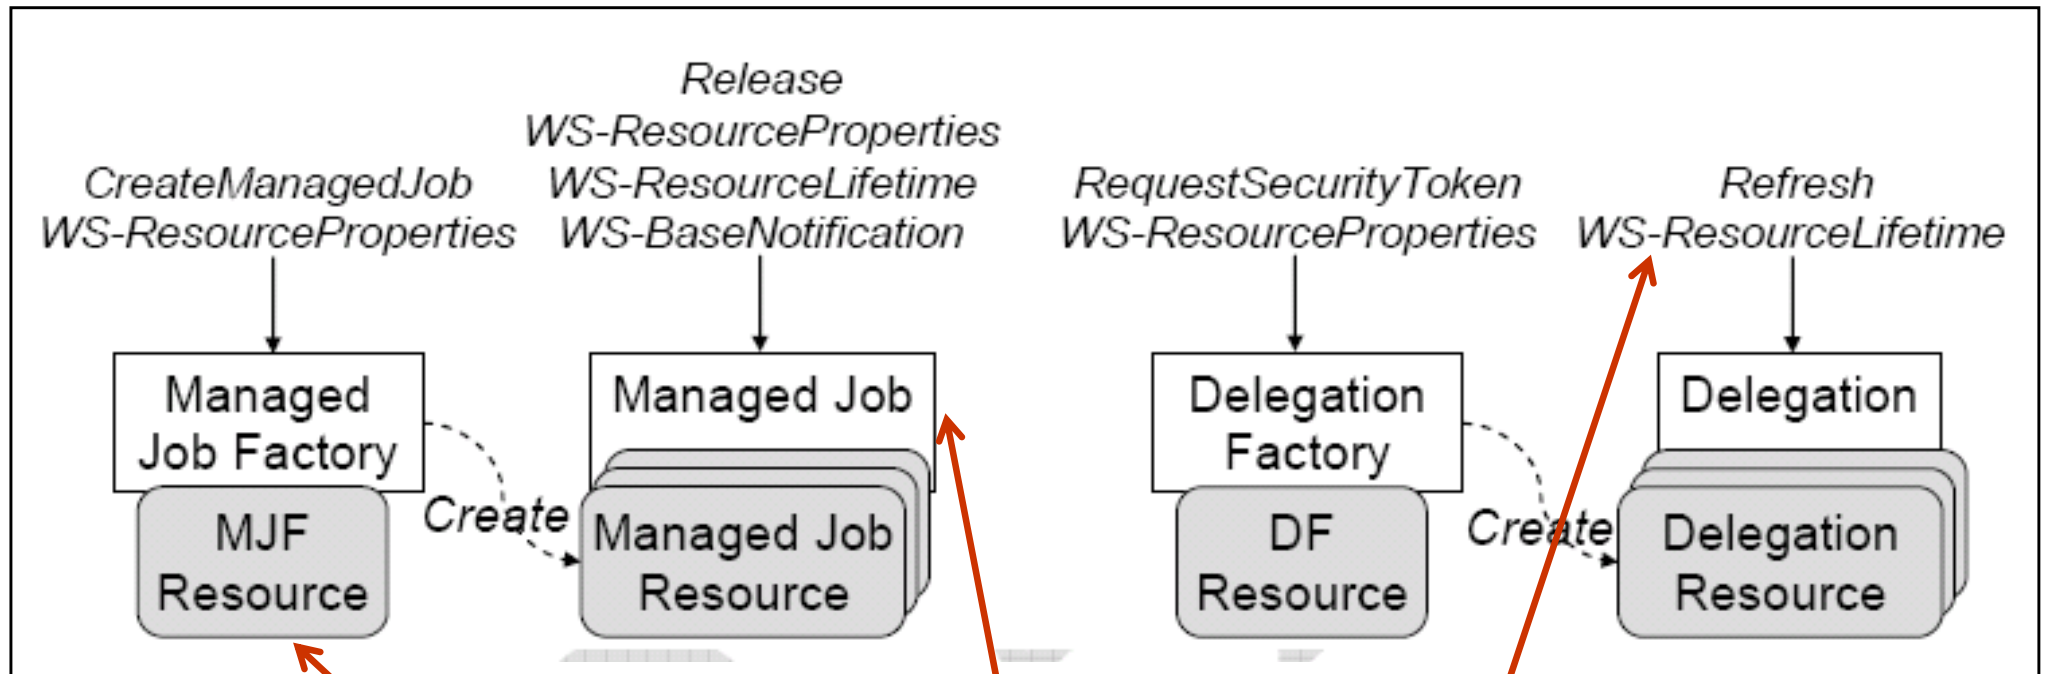 Release
WS-ResourceProperties
WS-ResourceLifetime
WS-BaseNotification
CreateManagedJob
WS-ResourceProperties
RequestSecurityToken
WS-ResourceProperties
Refresh
WS-ResourceLifetime
Managed
Job Factory
MJF
Resource
Create
Managed Job
Managed Job
Resource
Delegation
Factory
DF
Resource
Create
Delegation
Delegation
Resource